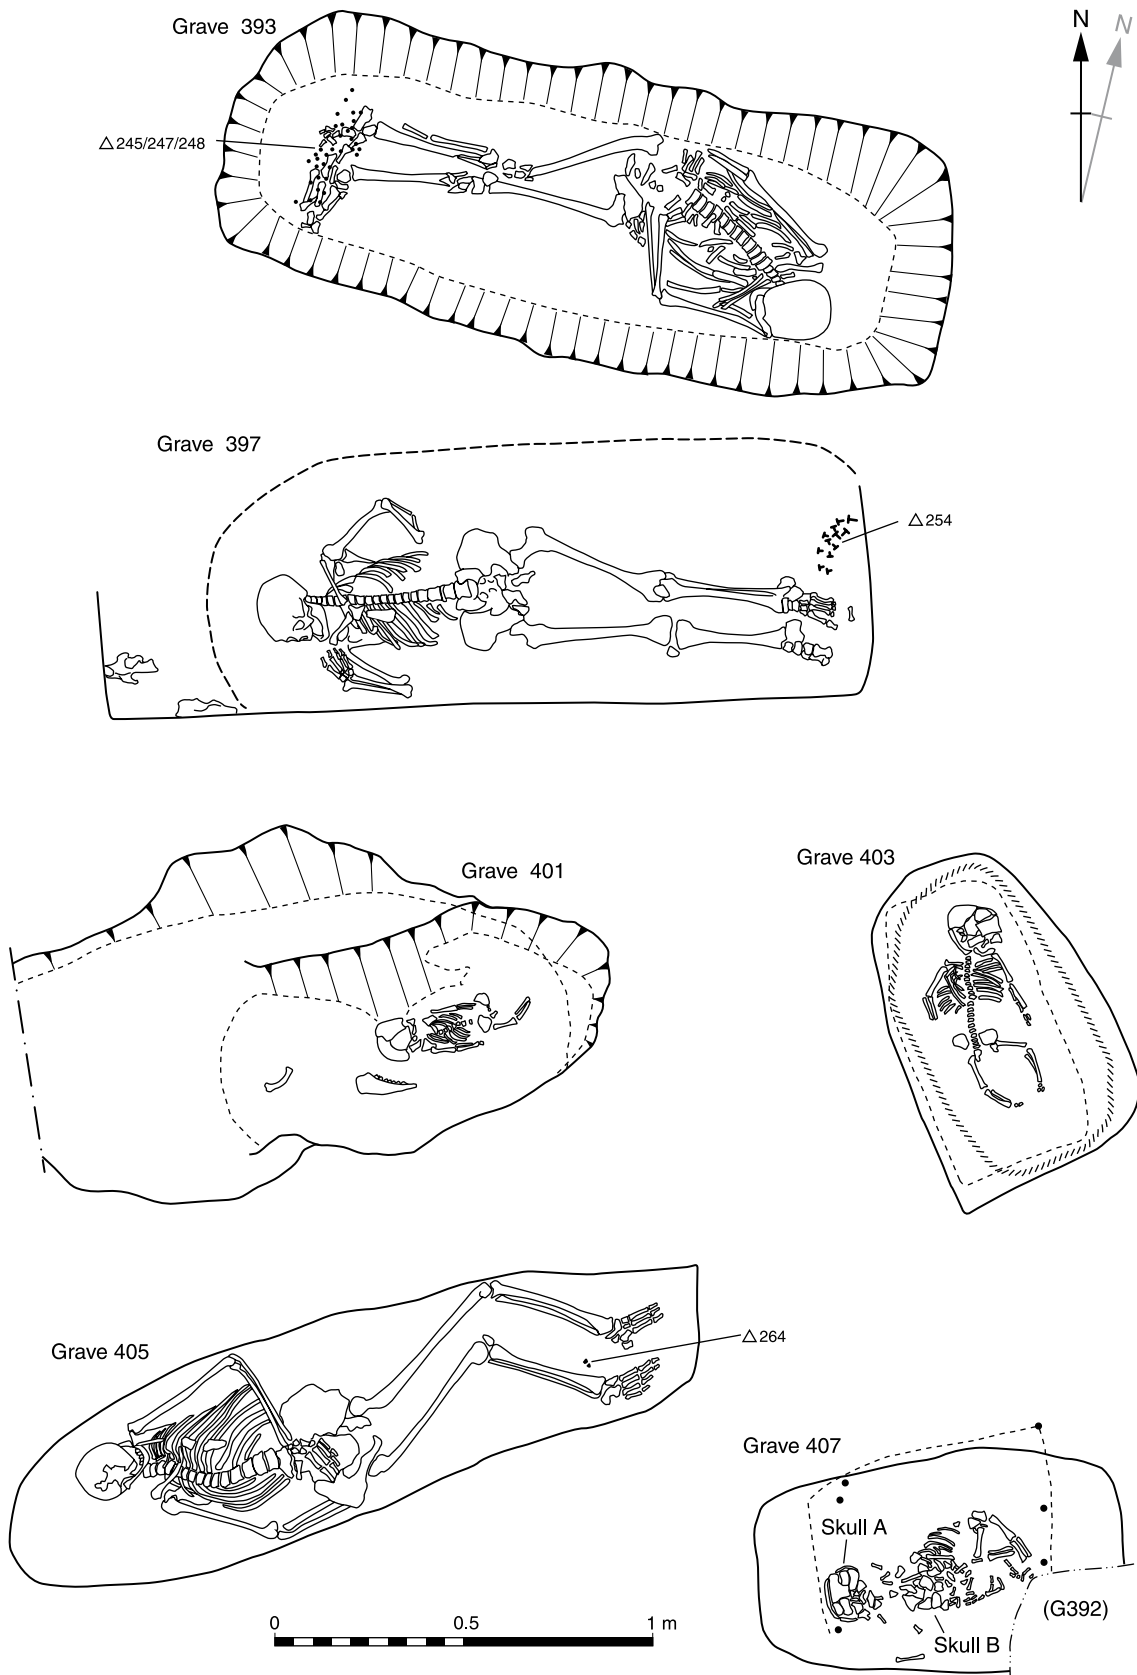 Grave 393
N
N
△245/247/248
Grave 397
△254
Grave 401
Grave 403
Grave 405
△264
Grave 407
Skull A
(G392)
Skull B
0 0.5 1 m